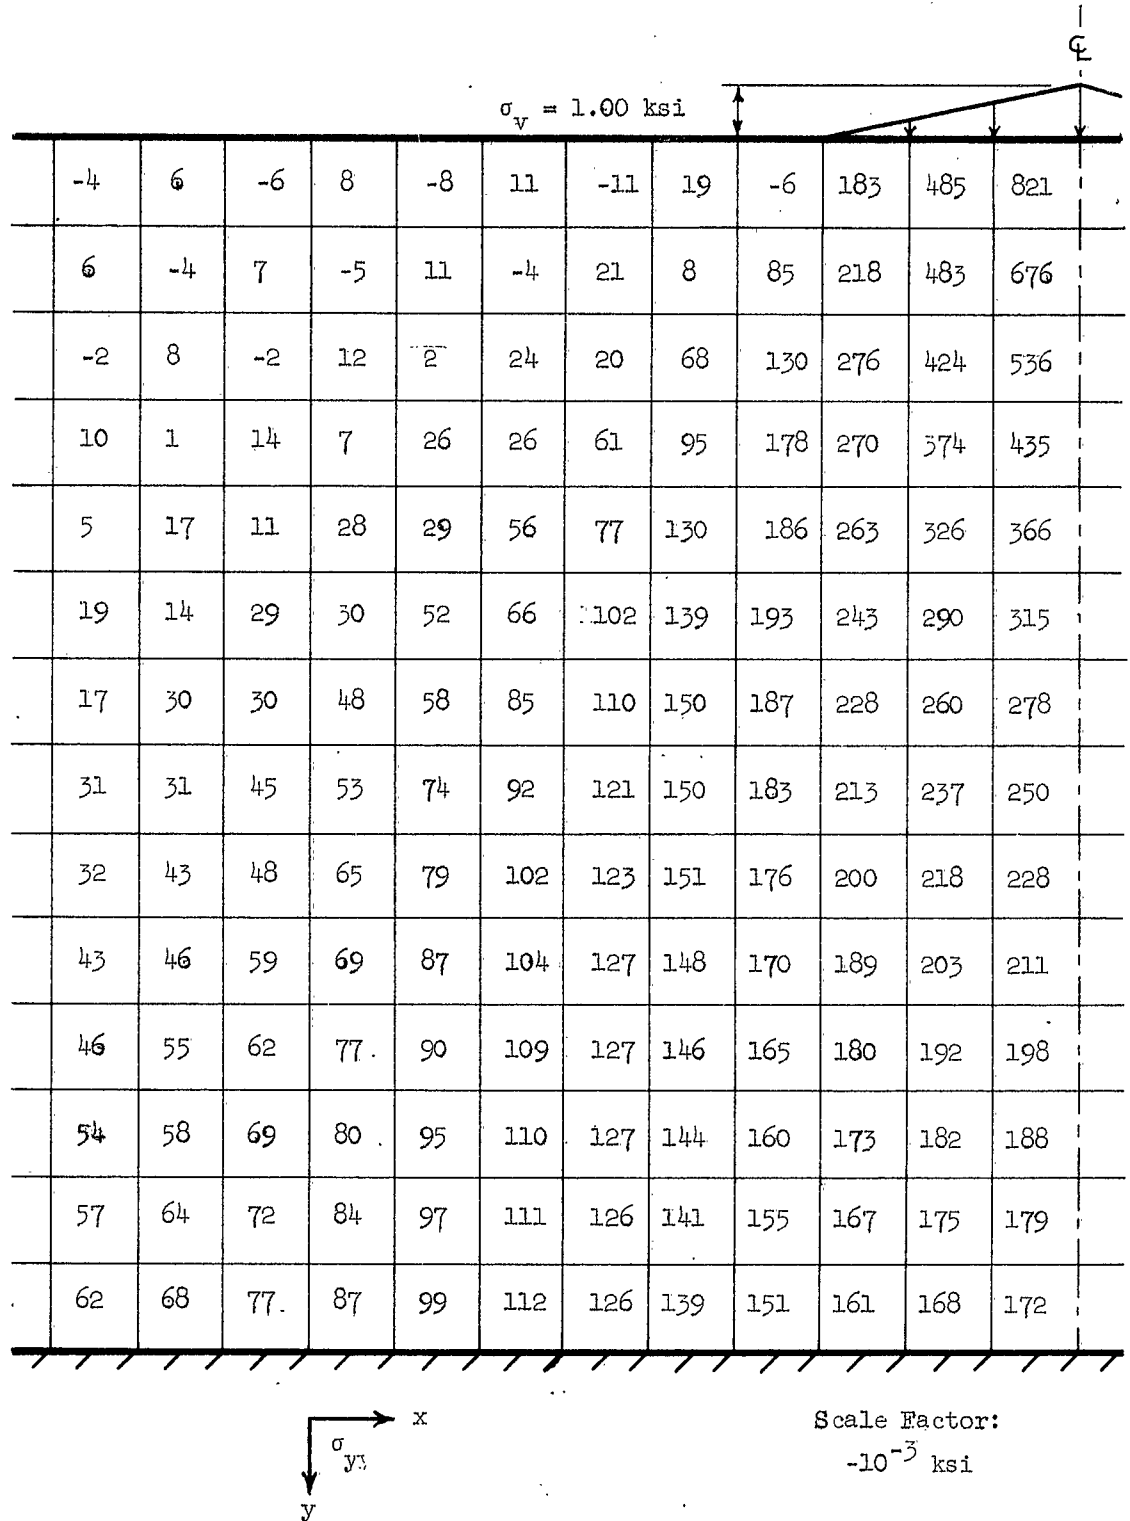 ℄
σv = 1.00 ksi
-4 6 -6 8 -8 11 -11 19 -6 183 485 821
6 -4 7 -5 11 -4 21 8 85 218 483 676
-2 8 -2 12 2 24 20 68 130 276 424 536
10 1 14 7 26 26 61 95 178 270 374 435
5 17 11 28 29 56 77 130 186 263 326 366
19 14 29 30 52 66 102 139 193 243 290 315
17 30 30 48 58 85 110 150 187 228 260 278
31 31 45 53 74 92 121 150 183 213 237 250
32 43 48 65 79 102 123 151 176 200 218 228
43 46 59 69 87 104 127 148 170 189 203 211
46 55 62 77 90 109 127 146 165 180 192 198
54 58 69 80 95 110 127 144 160 173 182 188
57 64 72 84 97 111 126 141 155 167 175 179
62 68 77 87 99 112 126 139 151 161 168 172
x
y
Scale Factor:
-10⁻³ ksi